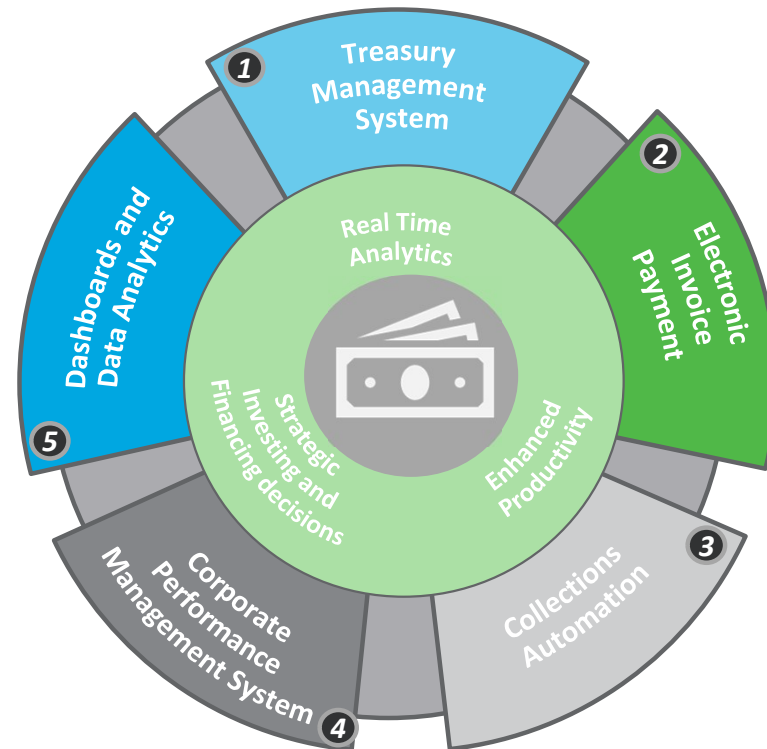 1
Treasury
Management
System
2
Electronic
Invoice
Payment
3
Collections
Automation
4
Corporate
Performance
Management System
5
Dashboards and
Data Analytics
Real Time
Analytics
Enhanced
Productivity
Strategic
Investing and
Financing decisions